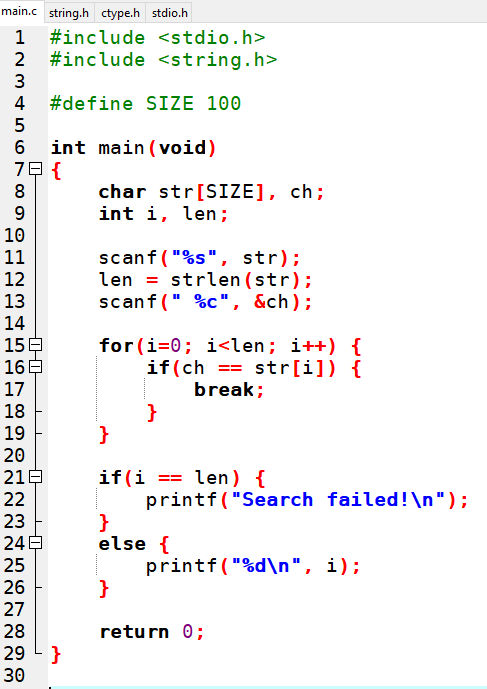 main.c string.h ctype.h stdio.h
1 #include <stdio.h>
2 #include <string.h>
3
4 #define SIZE 100
5
6 int main(void)
7 {
8     char str[SIZE], ch;
9     int i, len;
10
11     scanf("%s", str);
12     len = strlen(str);
13     scanf(" %c", &ch);
14
15     for(i=0; i<len; i++) {
16         if(ch == str[i]) {
17             break;
18         }
19     }
20
21     if(i == len) {
22         printf("Search failed!\n");
23     }
24     else {
25         printf("%d\n", i);
26     }
27
28     return 0;
29 }
30